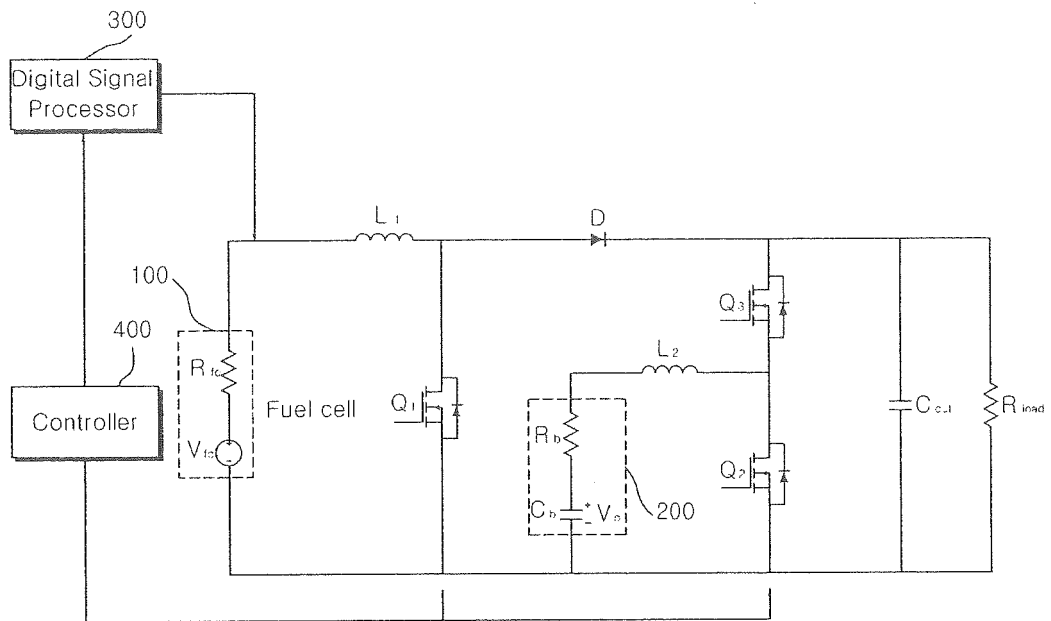 300
Digital Signal
Processor
L1
D
100
400
Rfc
Q3
Controller
Fuel cell
Q1
L2
Vfc
Rb
Q2
Cout
Rload
Cb
+
-
200